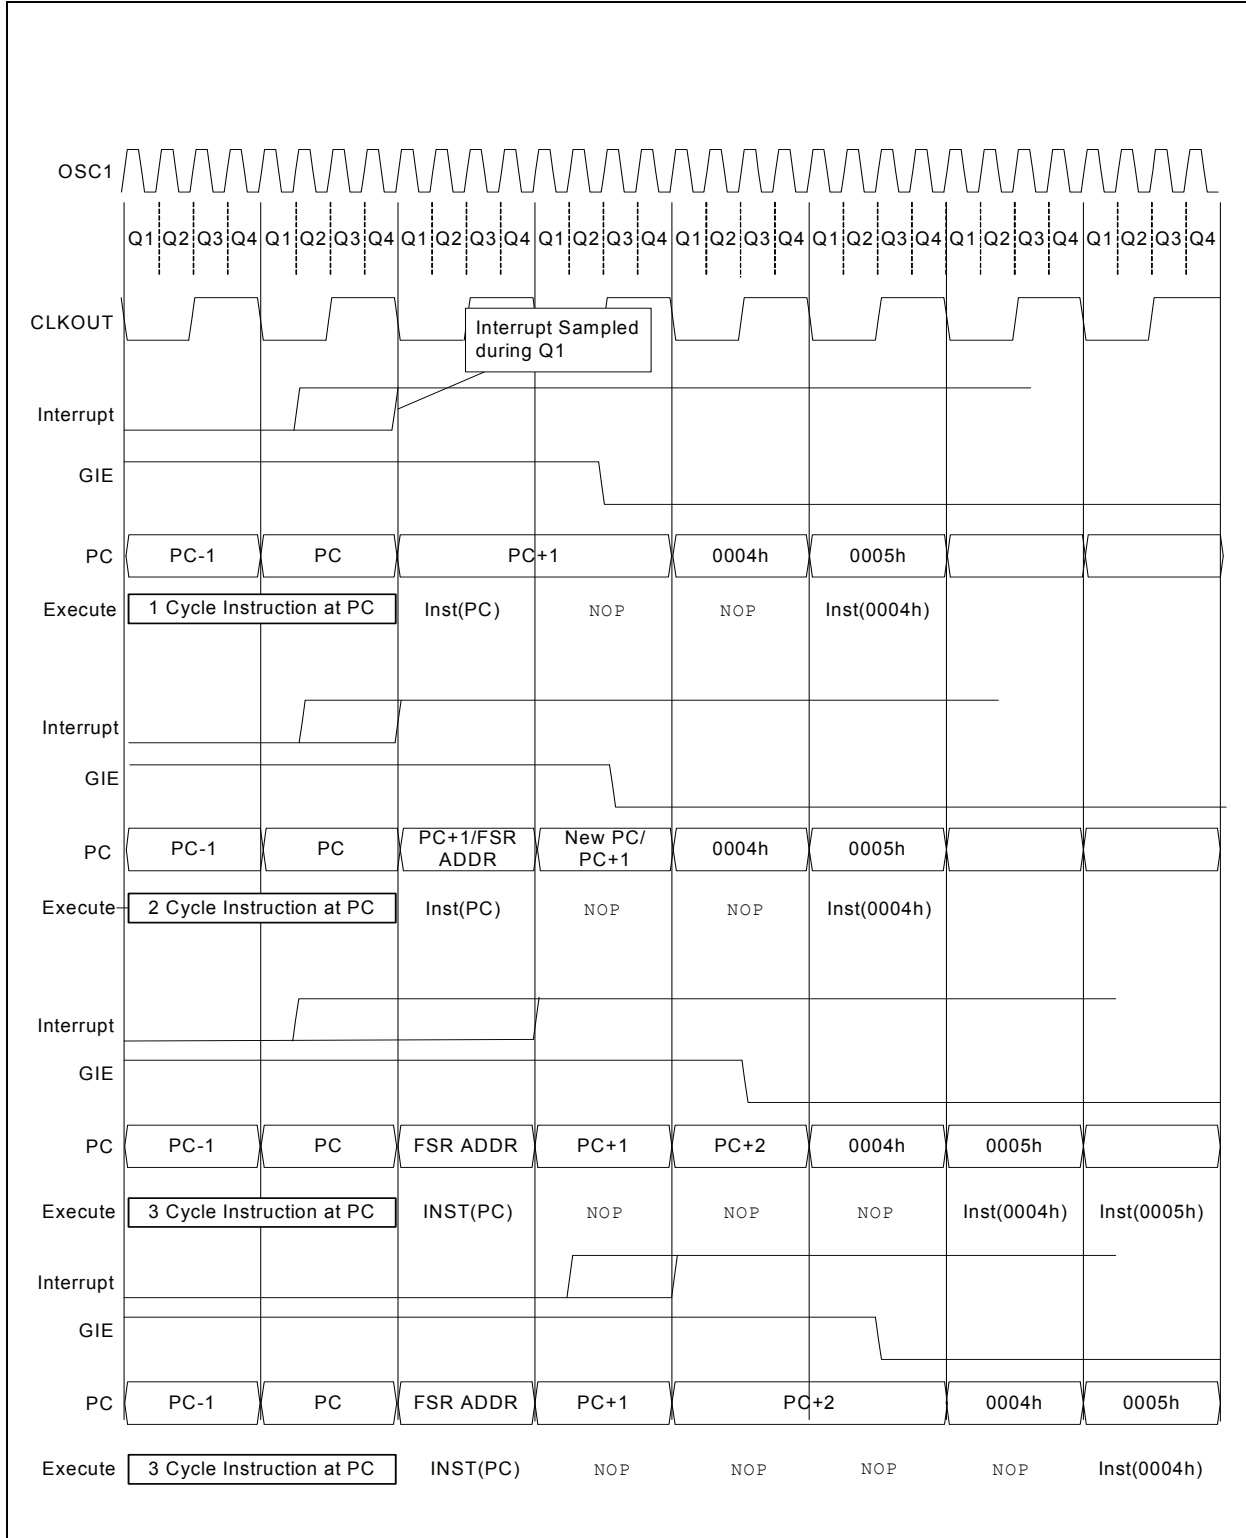 OSC1
Q1 Q2 Q3 Q4 Q1 Q2 Q3 Q4 Q1 Q2 Q3 Q4 Q1 Q2 Q3 Q4 Q1 Q2 Q3 Q4 Q1 Q2 Q3 Q4 Q1 Q2 Q3 Q4 Q1 Q2 Q3 Q4
CLKOUT
Interrupt Sampled
during Q1
Interrupt
GIE
PC PC-1 PC PC+1 0004h 0005h
Execute 1 Cycle Instruction at PC Inst(PC) NOP NOP Inst(0004h)
Interrupt
GIE
PC PC-1 PC PC+1/FSR ADDR New PC/ PC+1 0004h 0005h
Execute 2 Cycle Instruction at PC Inst(PC) NOP NOP Inst(0004h)
Interrupt
GIE
PC PC-1 PC FSR ADDR PC+1 PC+2 0004h 0005h
Execute 3 Cycle Instruction at PC INST(PC) NOP NOP NOP Inst(0004h) Inst(0005h)
Interrupt
GIE
PC PC-1 PC FSR ADDR PC+1 PC+2 0004h 0005h
Execute 3 Cycle Instruction at PC INST(PC) NOP NOP NOP NOP Inst(0004h)